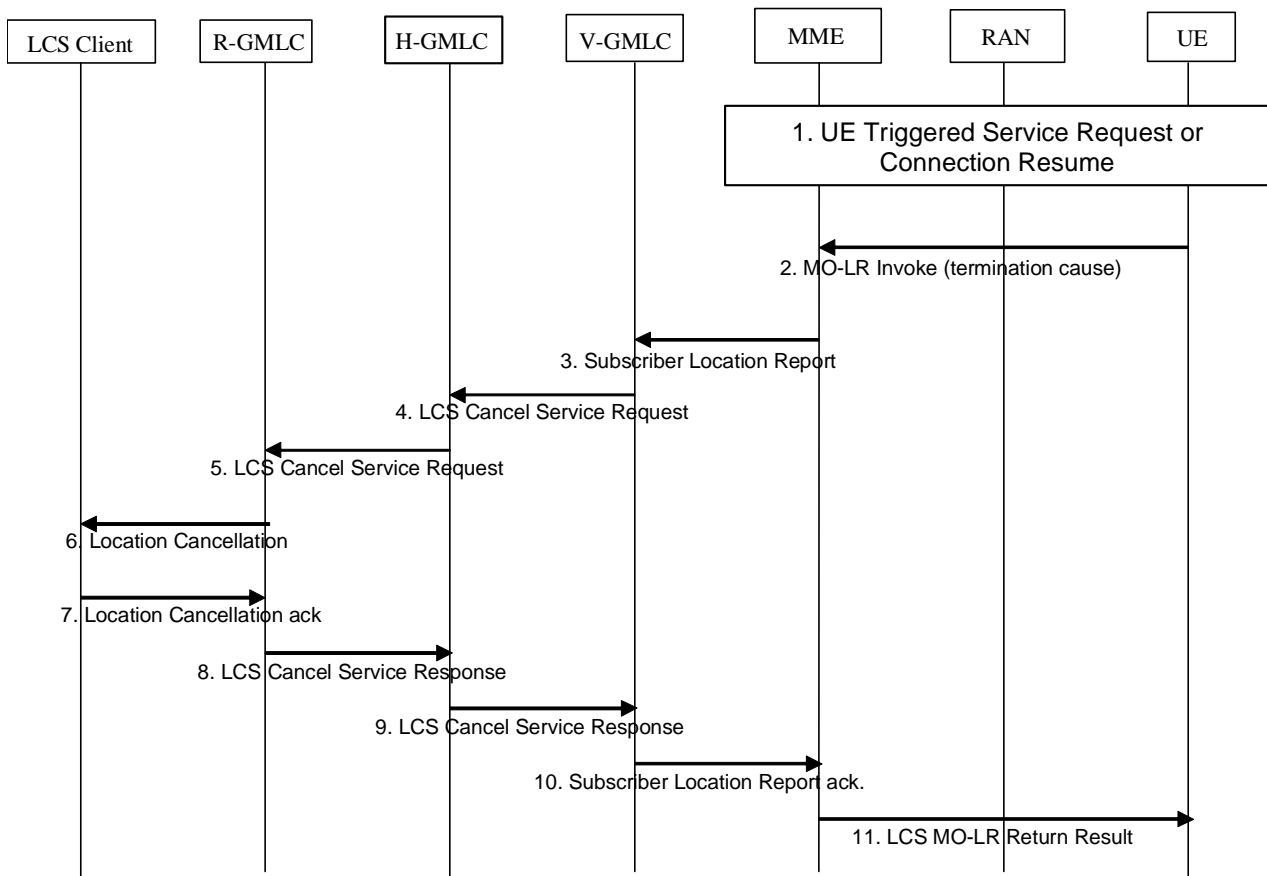 LCS Client
R-GMLC
H-GMLC
V-GMLC
MME
RAN
UE
1. UE Triggered Service Request or
Connection Resume
2. MO-LR Invoke (termination cause)
3. Subscriber Location Report
4. LCS Cancel Service Request
5. LCS Cancel Service Request
6. Location Cancellation
7. Location Cancellation ack
8. LCS Cancel Service Response
9. LCS Cancel Service Response
10. Subscriber Location Report ack.
11. LCS MO-LR Return Result